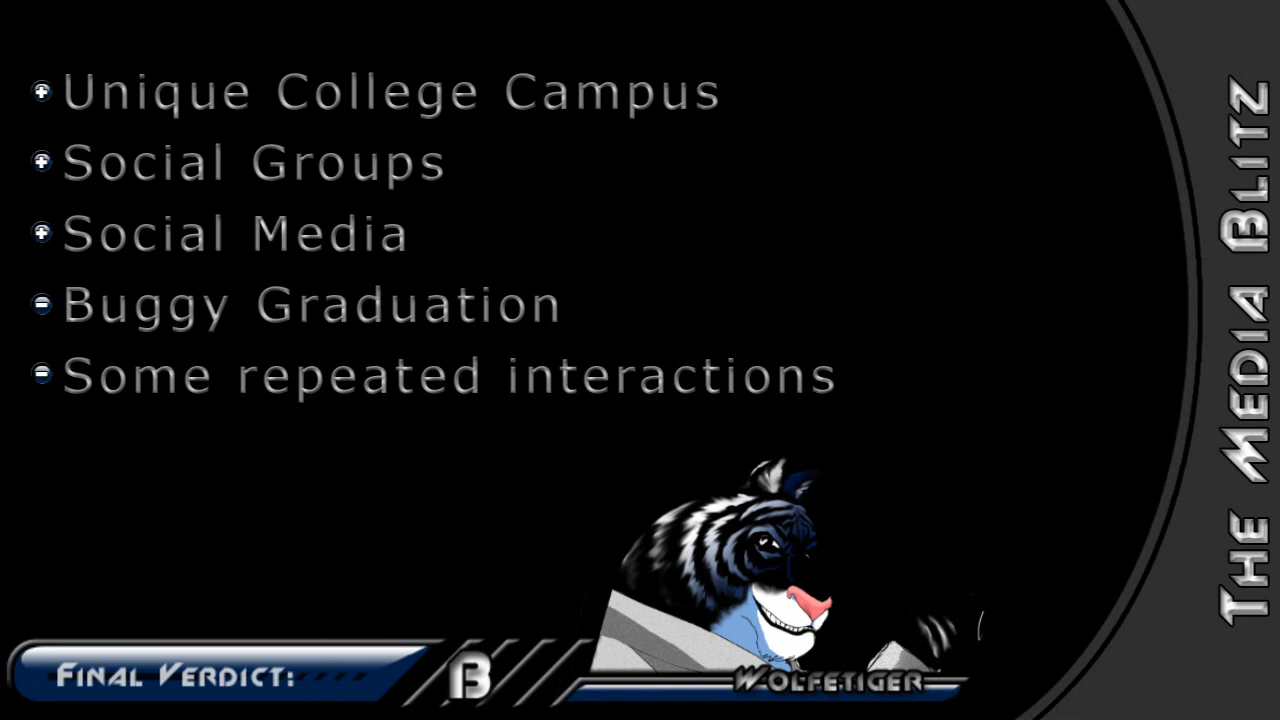 Unique College Campus
Social Groups
Social Media
Buggy Graduation
Some repeated interactions
Final Verdict:
B
Wolfetiger
The Media Blitz